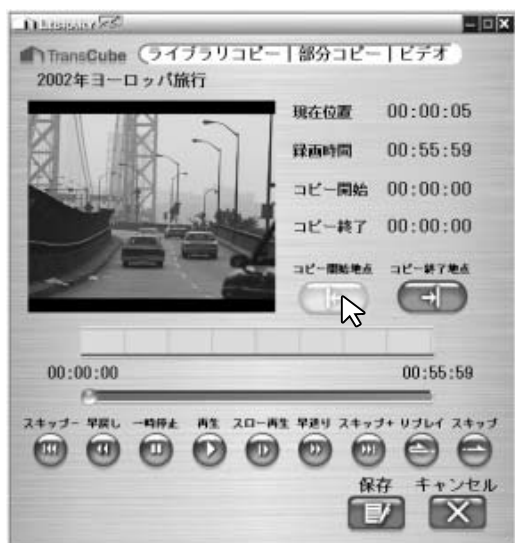 LIBRARY
TransCube ライブラリコピー | 部分コピー | ビデオ
2002年ヨーロッパ旅行
現在位置 00:00:05
録画時間 00:55:59
コピー開始 00:00:00
コピー終了 00:00:00
コピー開始地点 コピー終了地点
00:00:00 00:55:59
スキップ− 早戻し 一時停止 再生 スロー再生 早送り スキップ+ リプレイ スキップ
保存 キャンセル